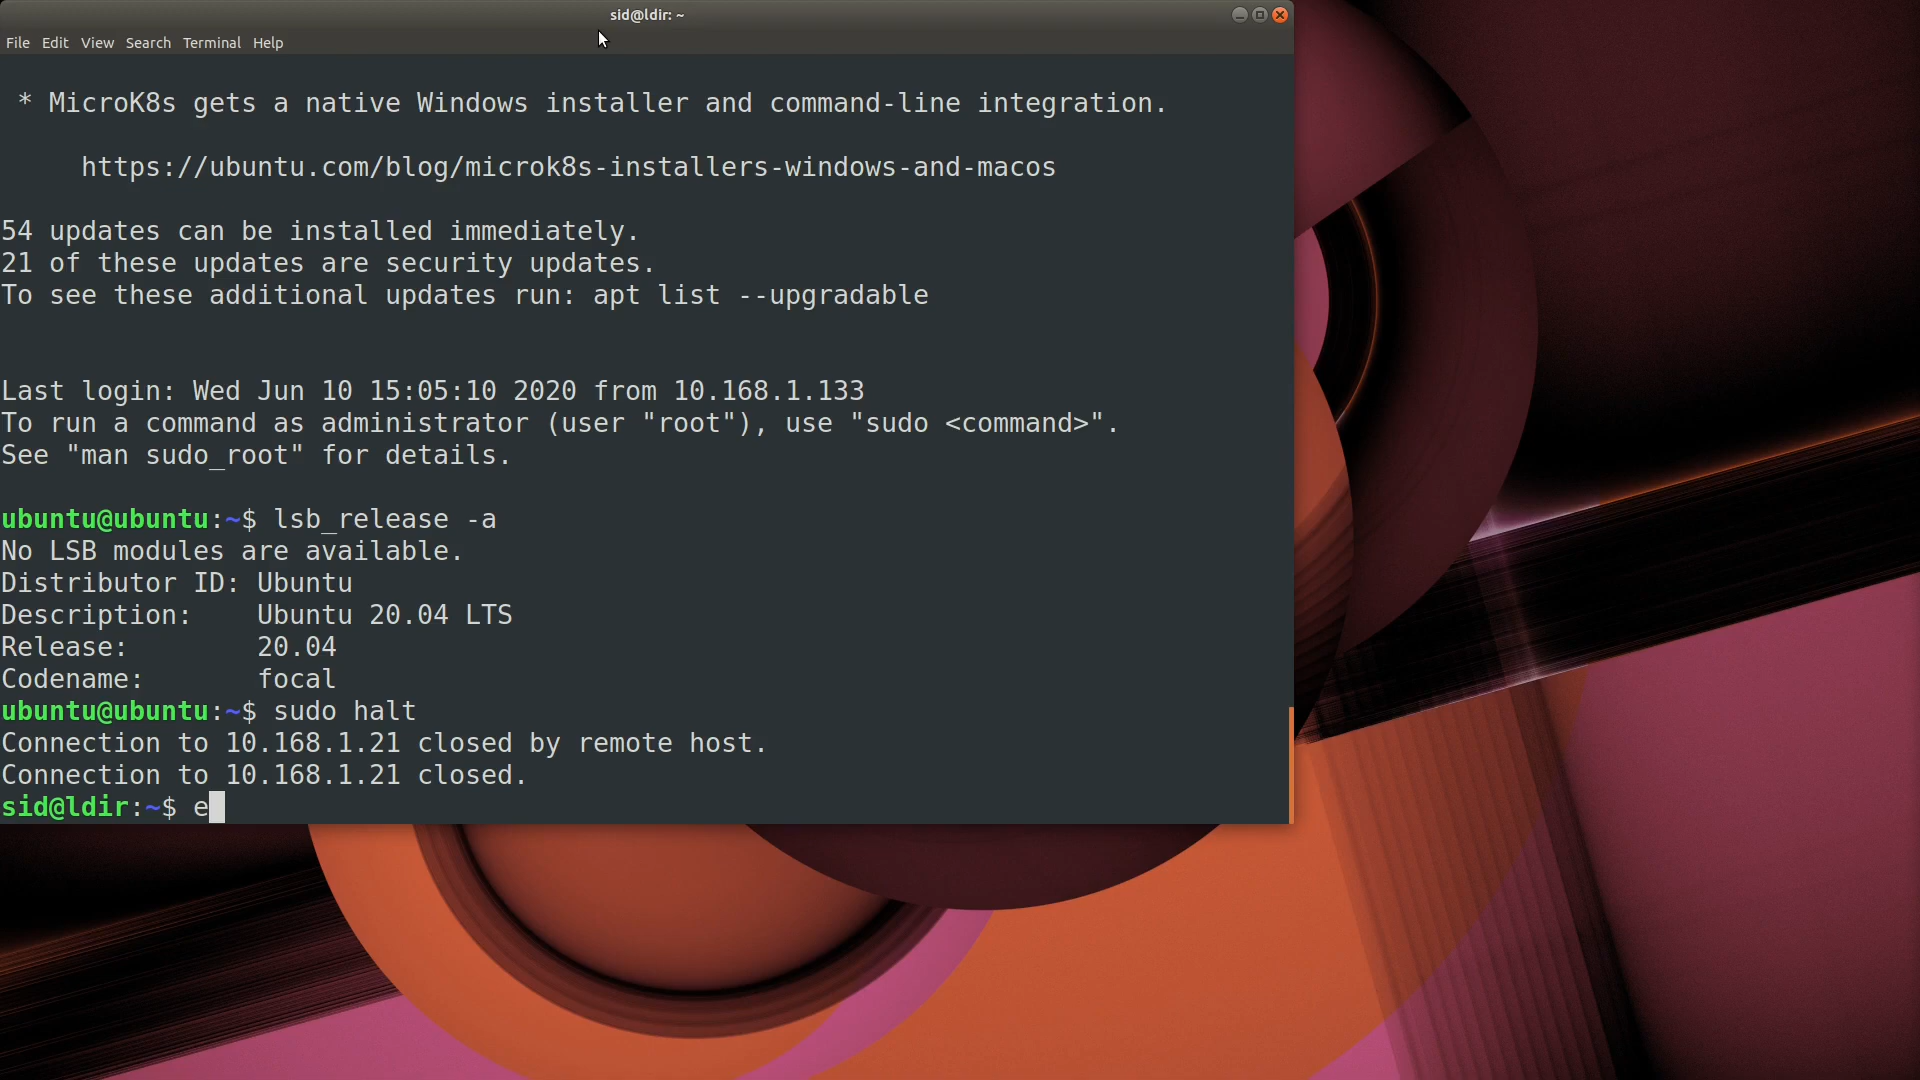 sid@ldir: ~
File Edit View Search Terminal Help
* MicroK8s gets a native Windows installer and command-line integration.
https://ubuntu.com/blog/microk8s-installers-windows-and-macos
54 updates can be installed immediately.
21 of these updates are security updates.
To see these additional updates run: apt list --upgradable
Last login: Wed Jun 10 15:05:10 2020 from 10.168.1.133
To run a command as administrator (user "root"), use "sudo <command>".
See "man sudo_root" for details.
ubuntu@ubuntu:~$ lsb_release -a
No LSB modules are available.
Distributor ID: Ubuntu
Description:    Ubuntu 20.04 LTS
Release:        20.04
Codename:       focal
ubuntu@ubuntu:~$ sudo halt
Connection to 10.168.1.21 closed by remote host.
Connection to 10.168.1.21 closed.
sid@ldir:~$ e